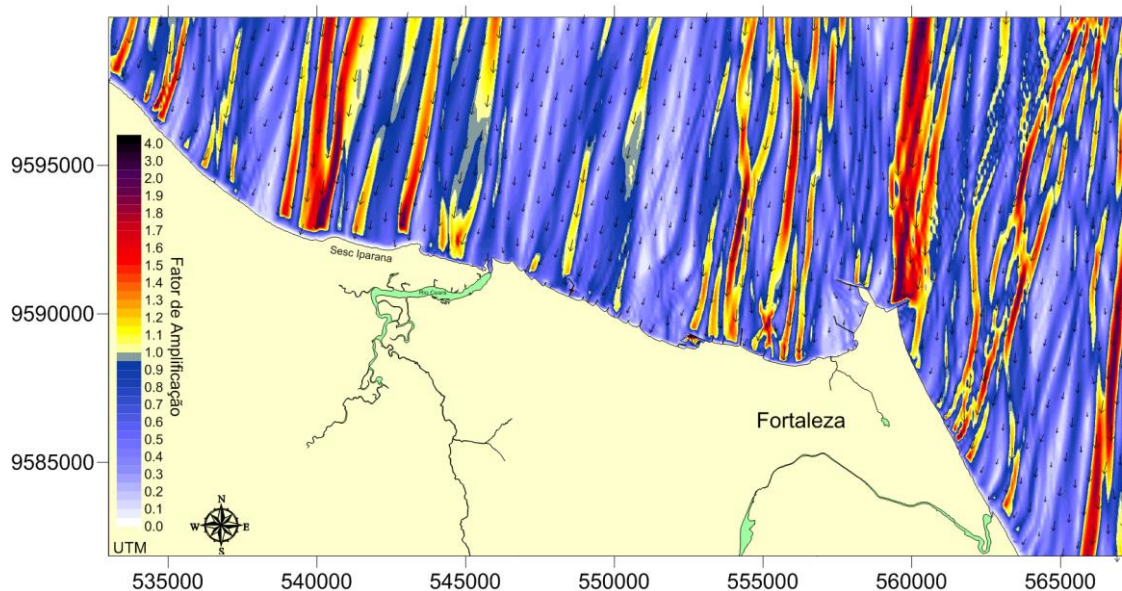 9595000
9590000
9585000
4.0
3.0
2.0
1.9
1.8
1.7
1.6
1.5
1.4
1.3
1.2
1.1
1.0
0.9
0.8
0.7
0.6
0.5
0.4
0.3
0.2
0.1
0.0
Fator de Amplificação
Sesc Iparana
Rio Ceará
Fortaleza
N
W E
S
UTM
535000 540000 545000 550000 555000 560000 565000